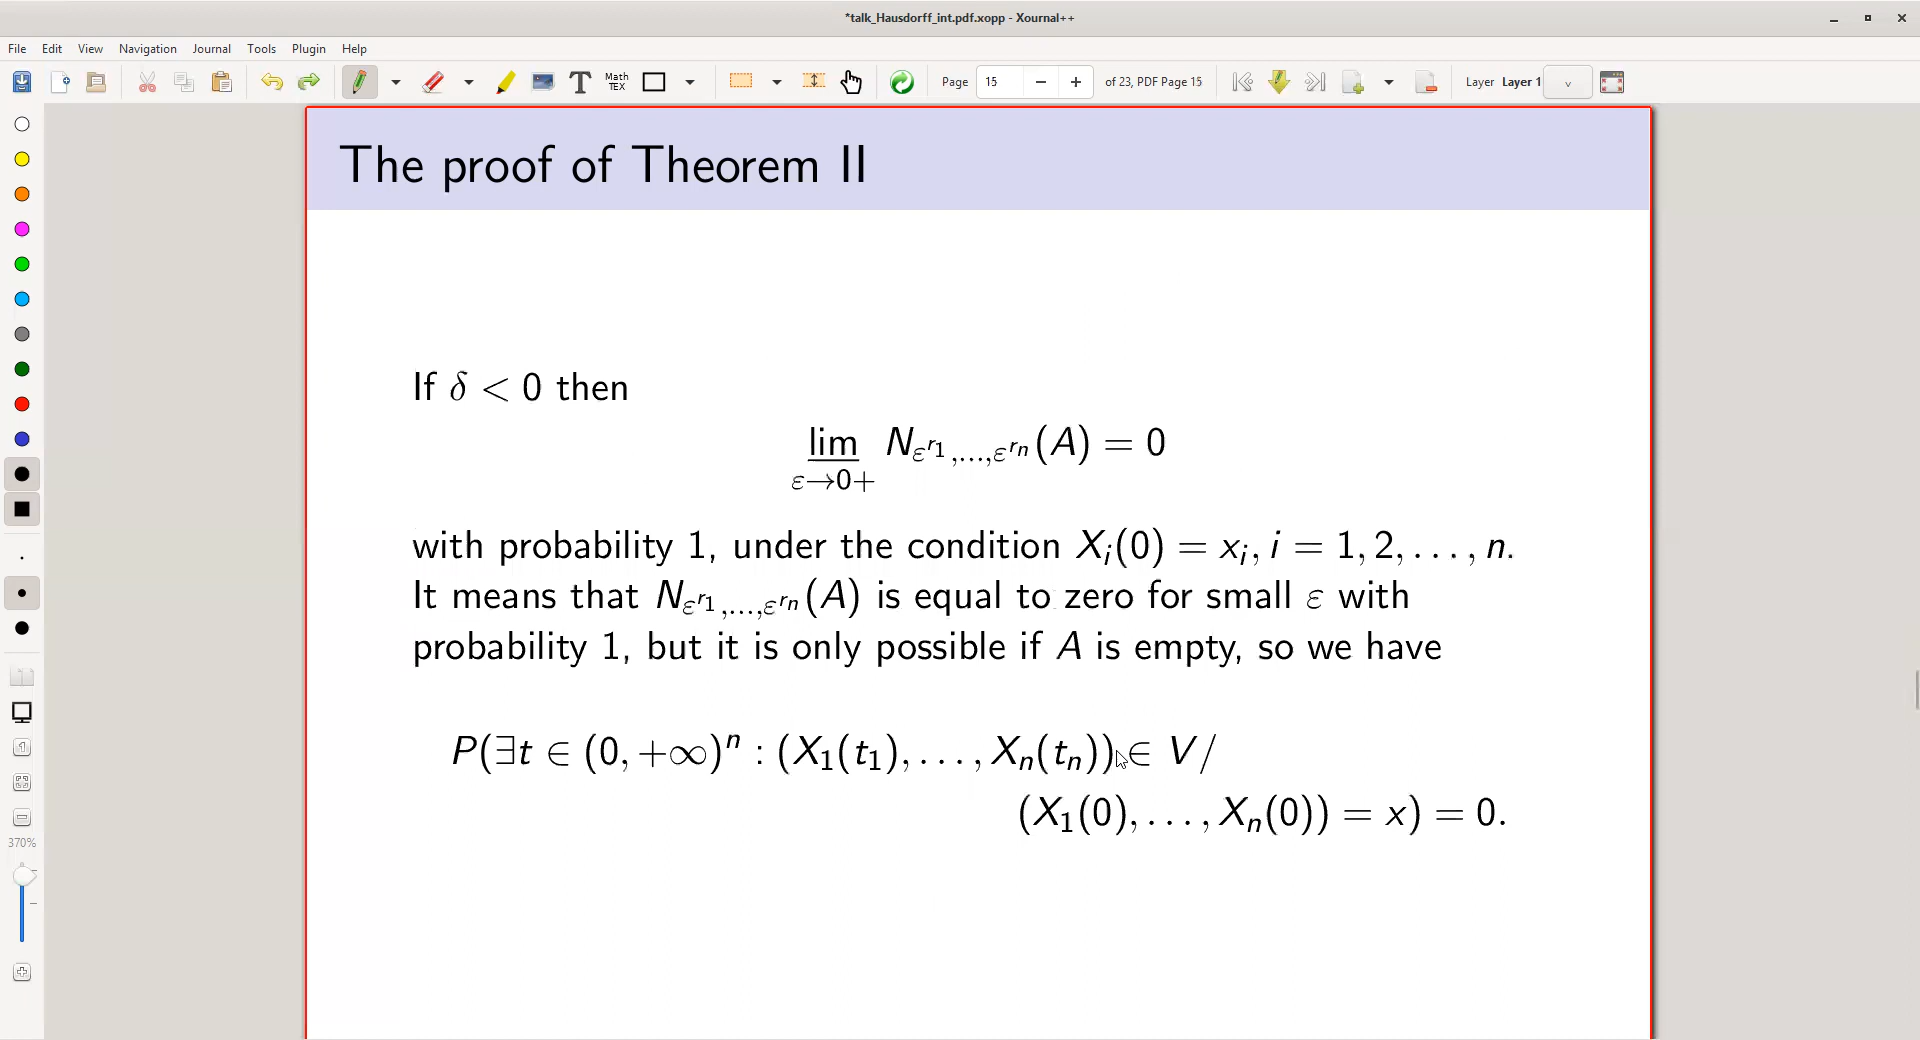 *talk_Hausdorff_int.pdf.xopp - Xournal++
File Edit View Navigation Journal Tools Plugin Help
Math TEX Page 15 of 23, PDF Page 15 Layer Layer 1
The proof of Theorem II
If δ < 0 then
lim_{ε→0+} N_{ε^{r_1},…,ε^{r_n}}(A) = 0
with probability 1, under the condition X_i(0) = x_i, i = 1, 2, …, n.
It means that N_{ε^{r_1},…,ε^{r_n}}(A) is equal to zero for small ε with
probability 1, but it is only possible if A is empty, so we have
P(∃t ∈ (0, +∞)^n : (X_1(t_1), …, X_n(t_n)) ∈ V/
(X_1(0), …, X_n(0)) = x) = 0.
370%